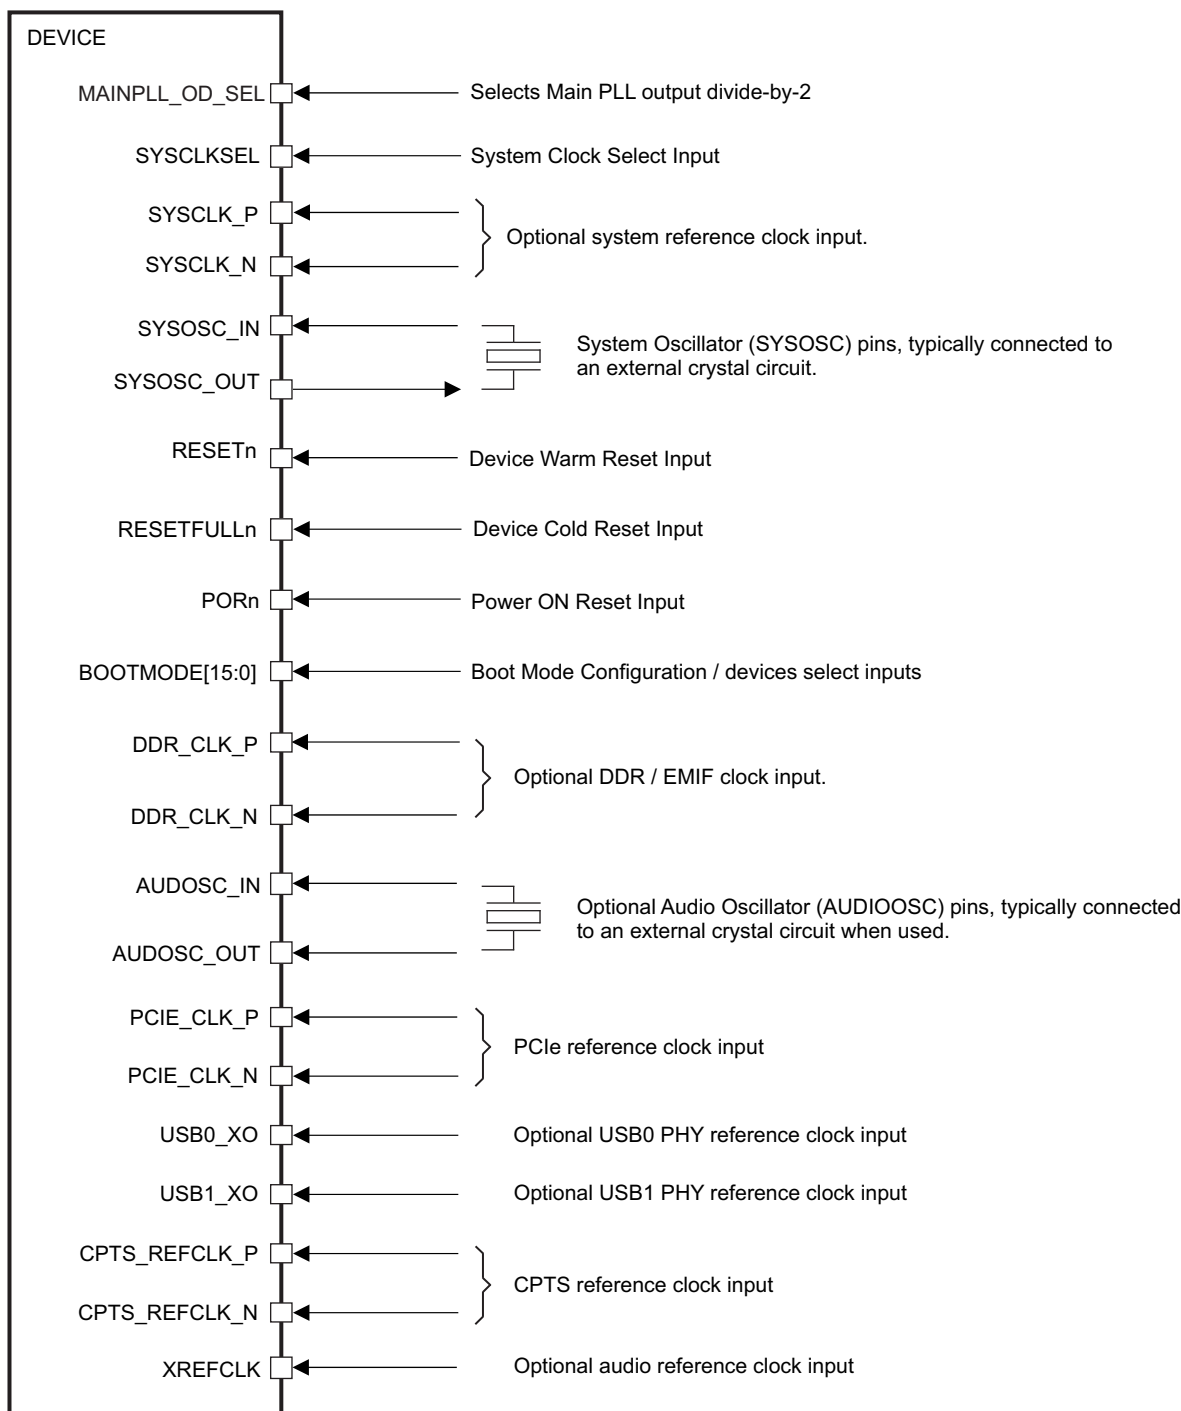 DEVICE
MAINPLL_OD_SEL
Selects Main PLL output divide-by-2
SYSCLKSEL
System Clock Select Input
SYSCLK_P
Optional system reference clock input.
SYSCLK_N
SYSOSC_IN
System Oscillator (SYSOSC) pins, typically connected to
an external crystal circuit.
SYSOSC_OUT
RESETn
Device Warm Reset Input
RESETFULLn
Device Cold Reset Input
PORn
Power ON Reset Input
BOOTMODE[15:0]
Boot Mode Configuration / devices select inputs
DDR_CLK_P
Optional DDR / EMIF clock input.
DDR_CLK_N
AUDOSC_IN
Optional Audio Oscillator (AUDIOOSC) pins, typically connected
to an external crystal circuit when used.
AUDOSC_OUT
PCIE_CLK_P
PCIe reference clock input
PCIE_CLK_N
USB0_XO
Optional USB0 PHY reference clock input
USB1_XO
Optional USB1 PHY reference clock input
CPTS_REFCLK_P
CPTS reference clock input
CPTS_REFCLK_N
XREFCLK
Optional audio reference clock input